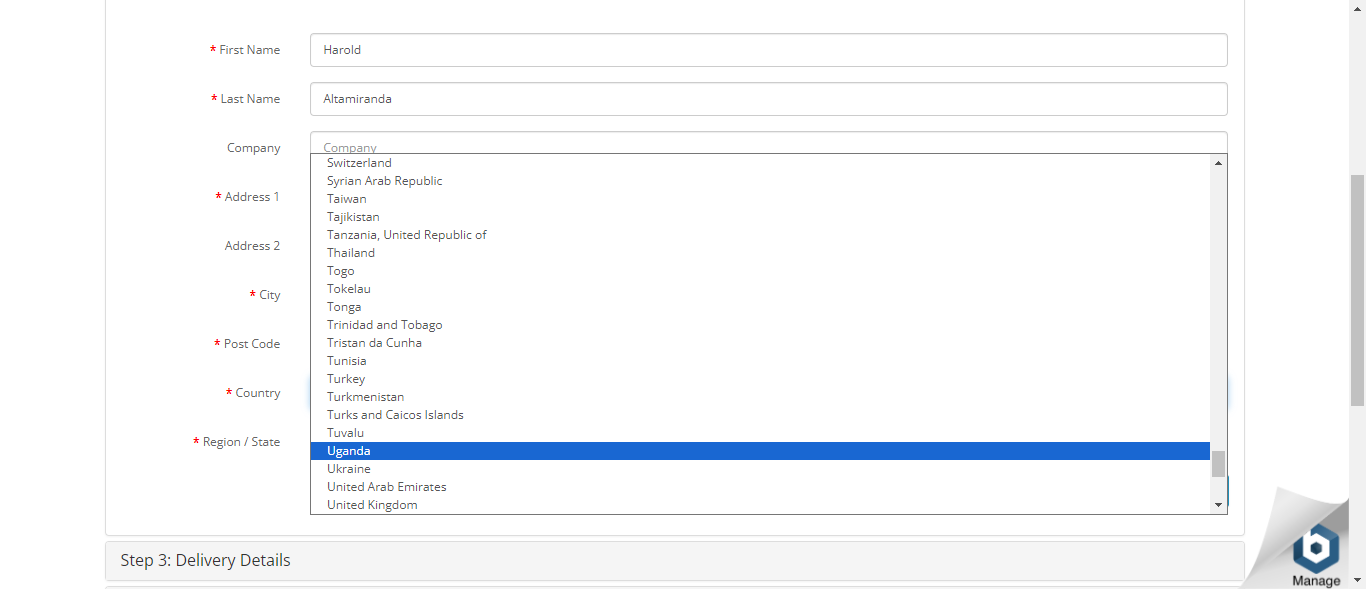 * First Name
Harold
* Last Name
Altamiranda
Company
Company
Switzerland
Syrian Arab Republic
* Address 1
Taiwan
Tajikistan
Tanzania, United Republic of
Address 2
Thailand
Togo
Tokelau
* City
Tonga
Trinidad and Tobago
* Post Code
Tristan da Cunha
Tunisia
Turkey
* Country
Turkmenistan
Turks and Caicos Islands
Tuvalu
* Region / State
Uganda
Ukraine
United Arab Emirates
United Kingdom
Step 3: Delivery Details
b
Manage